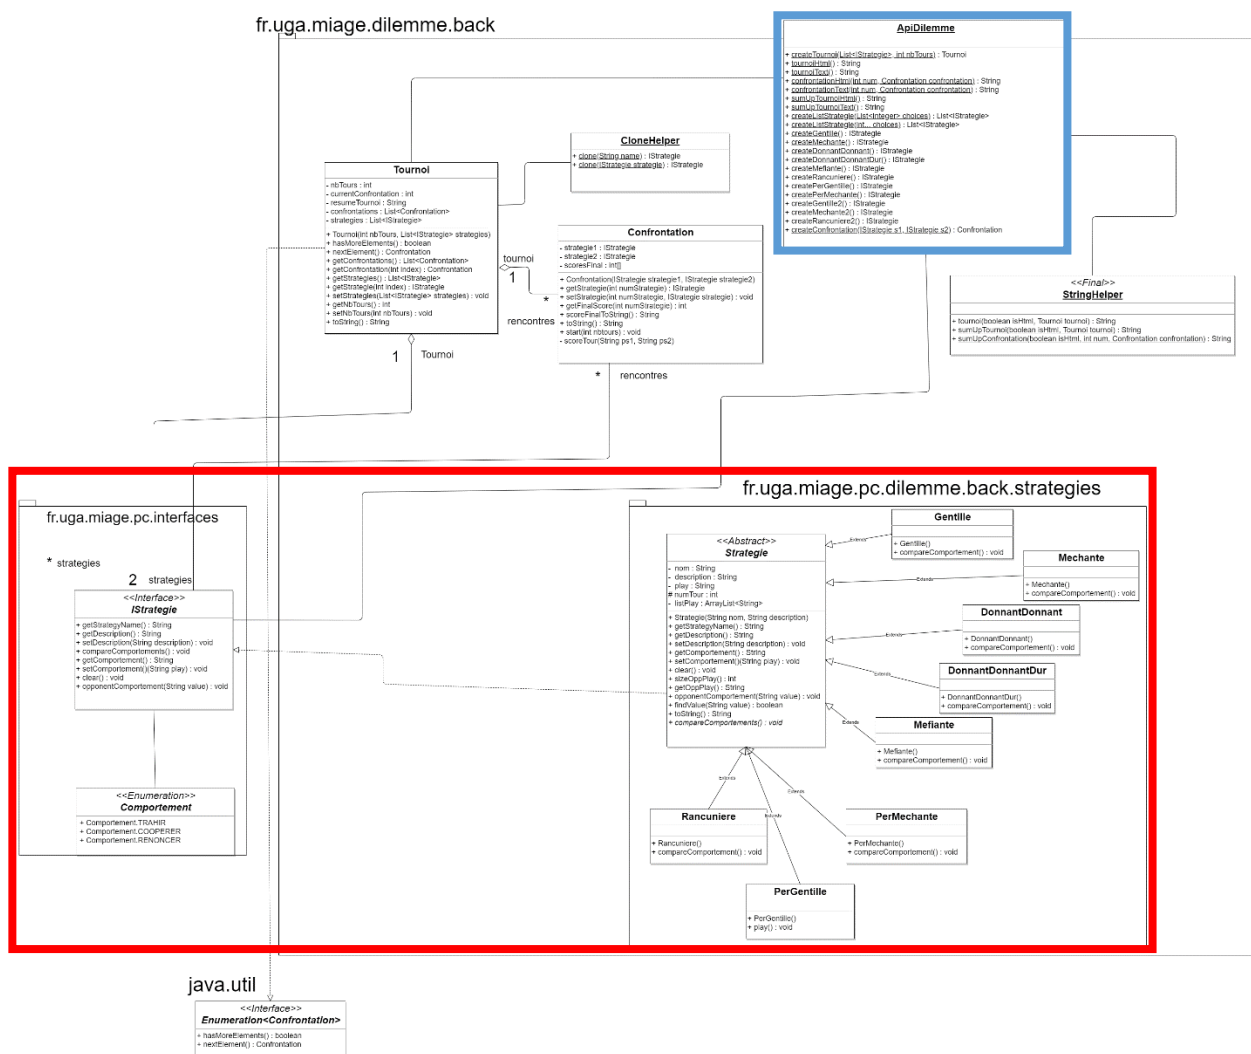 fr.uga.miage.dilemme.back
ApiDilemme
+ createTournoi(List<IStrategie>, int nbTours) : Tournoi
+ tournoiHtml() : String
+ tournoiText() : String
+ confrontationHtml(int num, Confrontation confrontation) : String
+ confrontationText(int num, Confrontation confrontation) : String
+ sumUpTournoiHtml() : String
+ sumUpTournoiText() : String
+ createListStrategie(List<Integer> choices) : List<IStrategie>
+ createListStrategie(int... choices) : List<IStrategie>
+ createGentille() : IStrategie
+ createMechante() : IStrategie
+ createDonnantDonnant() : IStrategie
+ createDonnantDonnantDur() : IStrategie
+ createMefiante() : IStrategie
+ createRancuniere() : IStrategie
+ createPerGentille() : IStrategie
+ createPerMechante() : IStrategie
+ createGentille2() : IStrategie
+ createMechante2() : IStrategie
+ createRancuniere2() : IStrategie
+ createConfrontation(IStrategie s1, IStrategie s2) : Confrontation
CloneHelper
+ clone(String name) : IStrategie
+ clone(IStrategie strategie) : IStrategie
Tournoi
- nbTours : int
- currentConfrontation : int
- resumeTournoi : String
- confrontations : List<Confrontation>
- strategies : List<IStrategie>
+ Tournoi(int nbTours, List<IStrategie> strategies)
+ hasMoreElements() : boolean
+ nextElement() : Confrontation
+ getConfrontations() : List<Confrontation>
+ getConfrontation(int index) : Confrontation
+ getStrategies() : List<IStrategie>
+ getStrategie(int index) : IStrategie
+ setStrategies(List<IStrategie> strategies) : void
+ getNbTours() : int
+ setNbTours(int nbTours) : void
+ toString() : String
tournoi
1
*
rencontres
Confrontation
- strategie1 : IStrategie
- strategie2 : IStrategie
- scoresFinal : int[]
+ Confrontation(IStrategie strategie1, IStrategie strategie2)
+ getStrategie(int numStrategie) : IStrategie
+ setStrategie(int numStrategie, IStrategie strategie) : void
+ getFinalScore(int numStrategie) : int
+ scoreFinalToString() : String
+ toString() : String
+ start(int nbtours) : void
- scoreTour(String ps1, String ps2)
<<Final>>
StringHelper
+ tournoi(boolean isHtml, Tournoi tournoi) : String
+ sumUpTournoi(boolean isHtml, Tournoi tournoi) : String
+ sumUpConfrontation(boolean isHtml, int num, Confrontation confrontation) : String
1 Tournoi
* rencontres
fr.uga.miage.pc.interfaces
* strategies
2 strategies
<<Interface>>
IStrategie
+ getStrategyName() : String
+ getDescription() : String
+ setDescription(String description) : void
+ compareComportements() : void
+ getComportement() : String
+ setComportement()(String play) : void
+ clear() : void
+ opponentComportement(String value) : void
<<Enumeration>>
Comportement
+ Comportement.TRAHIR
+ Comportement.COOPERER
+ Comportement.RENONCER
fr.uga.miage.pc.dilemme.back.strategies
<<Abstract>>
Strategie
- nom : String
- description : String
- play : String
# numTour : int
- listPlay : ArrayList<String>
+ Strategie(String nom, String description)
+ getStrategyName() : String
+ getDescription() : String
+ setDescription(String description) : void
+ getComportement() : String
+ setComportement()(String play) : void
+ clear() : void
+ sizeOppPlay() : int
+ getOppPlay() : String
+ opponentComportement(String value) : void
+ findValue(String value) : boolean
+ toString() : String
+ compareComportements() : void
Extends
Gentille
+ Gentille()
+ compareComportement() : void
Extends
Mechante
+ Mechante()
+ compareComportement() : void
Extends
DonnantDonnant
+ DonnantDonnant()
+ compareComportement() : void
Extends
DonnantDonnantDur
+ DonnantDonnantDur()
+ compareComportement() : void
Extends
Mefiante
+ Mefiante()
+ compareComportement() : void
Extends
Rancuniere
+ Rancuniere()
+ compareComportement() : void
Extends
PerMechante
+ PerMechante()
+ compareComportement() : void
Extends
PerGentille
+ PerGentille()
+ play() : void
java.util
<<Interface>>
Enumeration<Confrontation>
+ hasMoreElements() : boolean
+ nextElement() : Confrontation